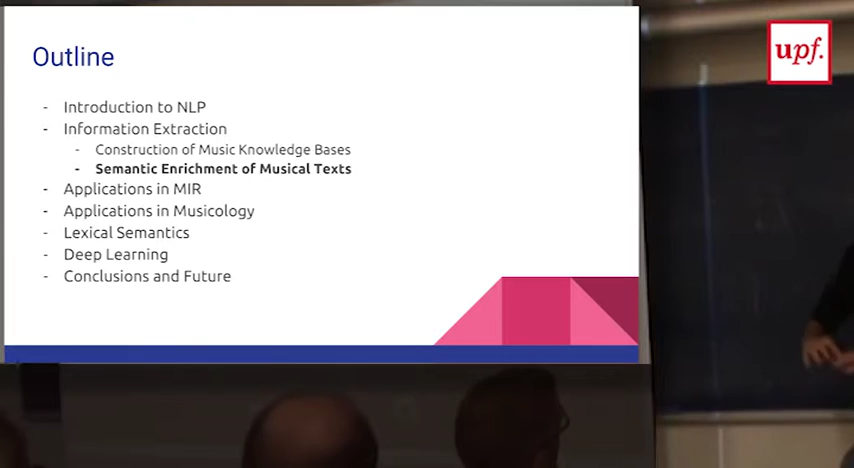 Outline
- Introduction to NLP
- Information Extraction
- Construction of Music Knowledge Bases
- Semantic Enrichment of Musical Texts
- Applications in MIR
- Applications in Musicology
- Lexical Semantics
- Deep Learning
- Conclusions and Future
upf.